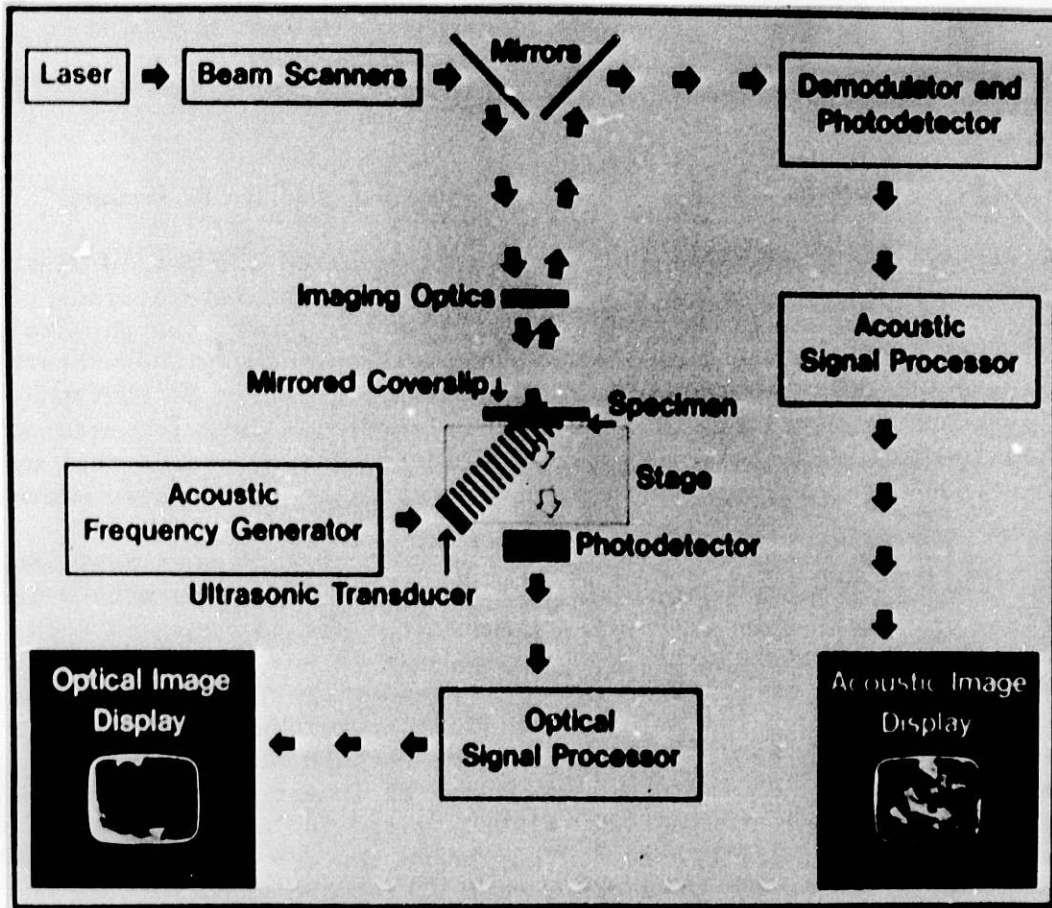 Laser
Beam Scanners
Mirrors
Demodulator and
Photodetector
Imaging Optics
Acoustic
Signal Processor
Mirrored Coverslip
Specimen
Stage
Acoustic
Frequency Generator
Photodetector
Ultrasonic Transducer
Optical Image
Display
Optical
Signal Processor
Acoustic Image
Display